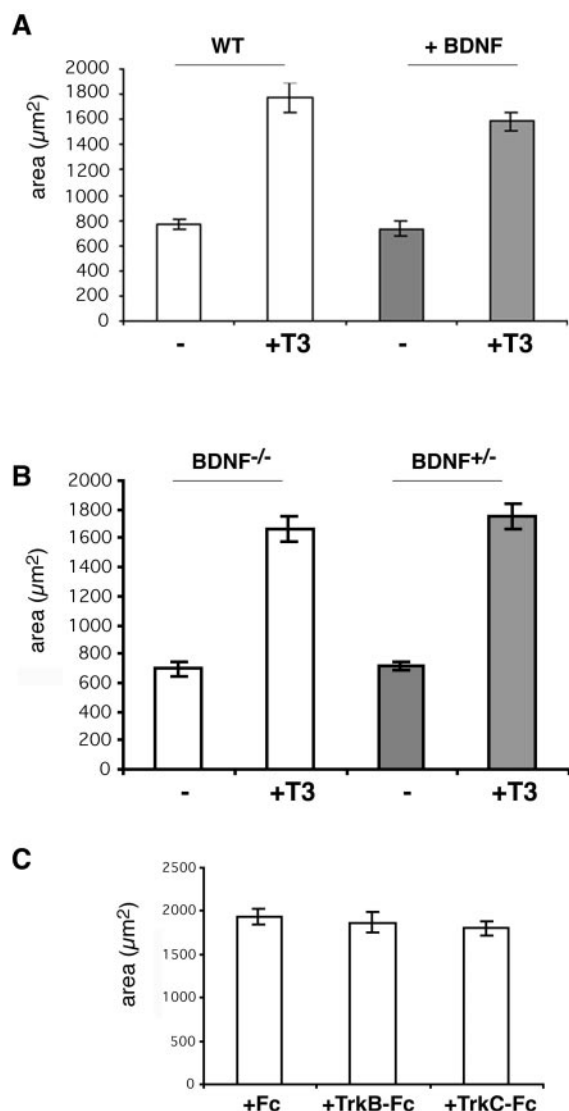 A
WT + BDNF
area (µm²)
2000
1800
1600
1400
1200
1000
800
600
400
200
0
- +T3 - +T3
B
BDNF-/- BDNF+/-
area (µm²)
2000
1800
1600
1400
1200
1000
800
600
400
200
0
- +T3 - +T3
C
area (µm²)
2500
2000
1500
1000
500
0
+Fc +TrkB-Fc +TrkC-Fc